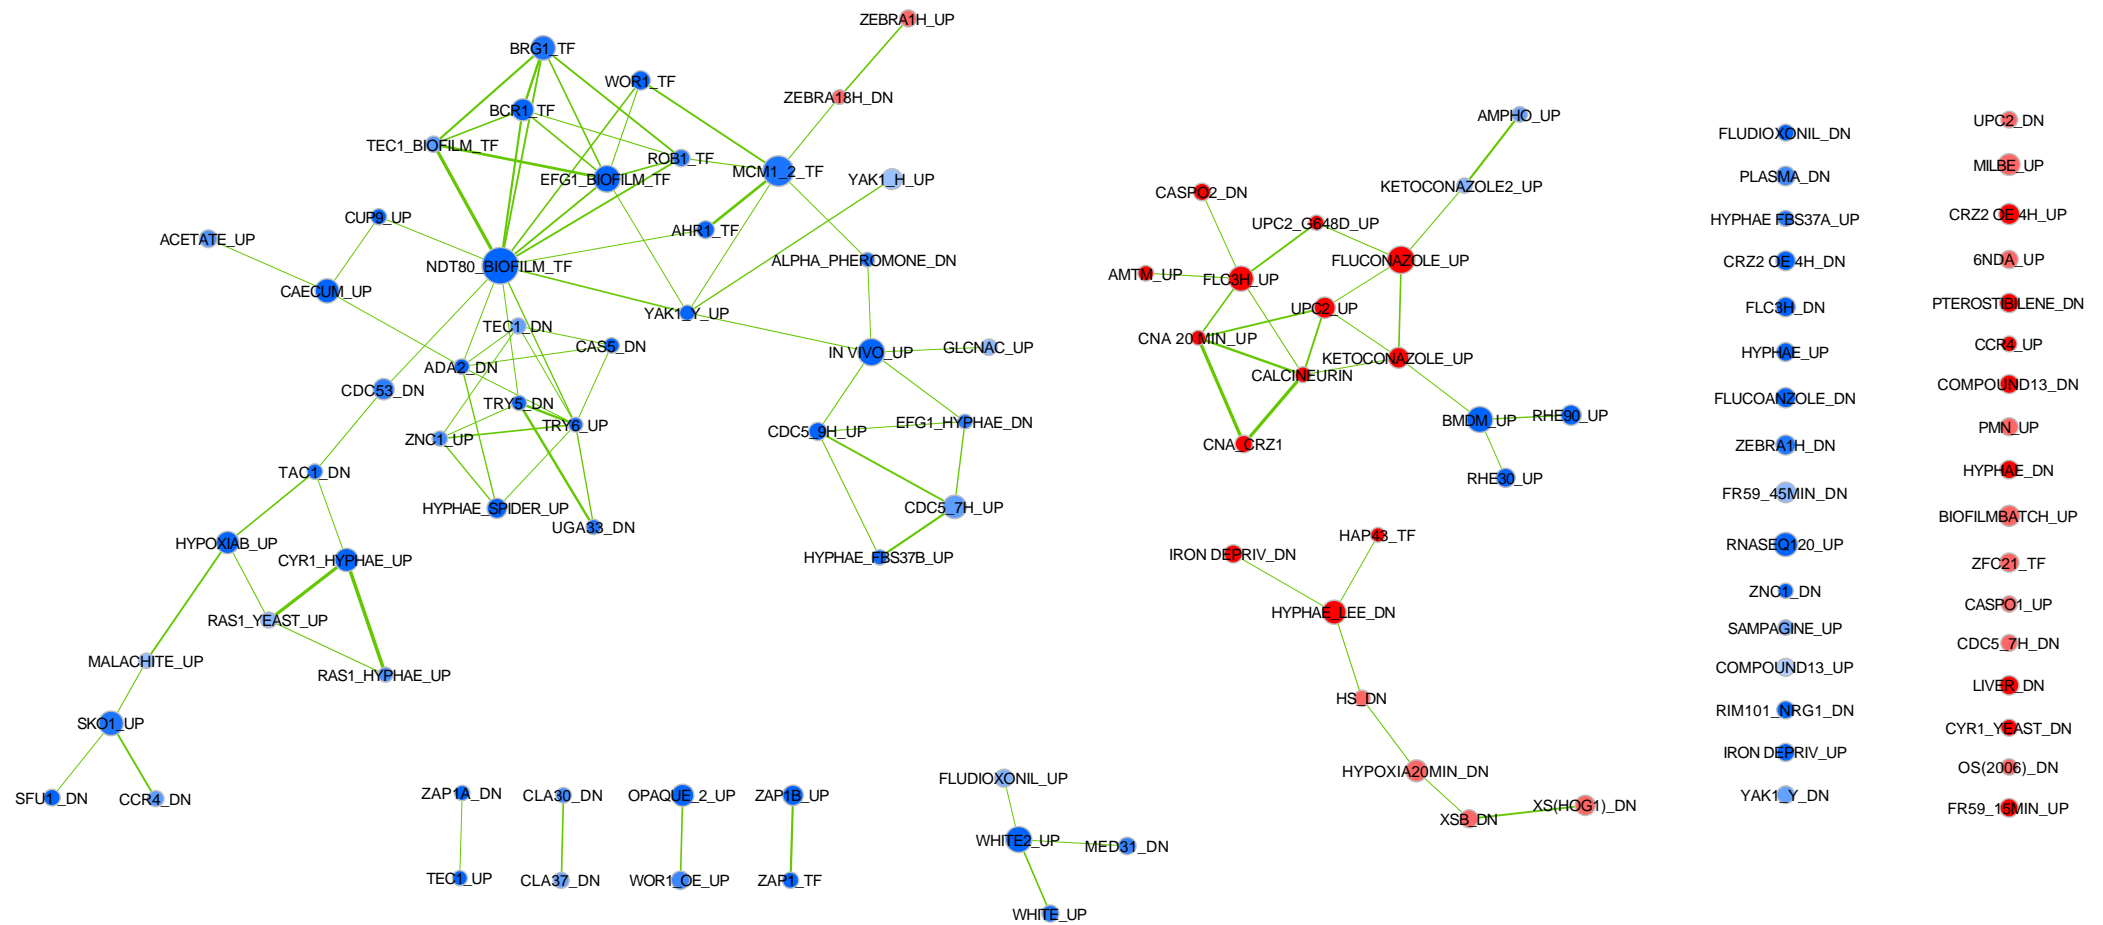 ZEBRA1H_UP
BRG1_TF
WOR1_TF
ZEBRA18H_DN
BCR1_TF
TEC1_BIOFILM_TF
ROB1_TF
EFG1_BIOFILM_TF
MCM1_2_TF
YAK1_H_UP
CUP9_UP
ACETATE_UP
AHR1_TF
NDT80_BIOFILM_TF
ALPHA_PHEROMONE_DN
CAECUM_UP
YAK1_Y_UP
TEC1_DN
CAS5_DN
IN VIVO_UP
GLCNAC_UP
ADA2_DN
CDC53_DN
TRY5_DN
TRY6_UP
ZNC1_UP
CDC5_9H_UP
EFG1_HYPHAE_DN
TAC1_DN
HYPHAE_SPIDER_UP
UGA33_DN
CDC5_7H_UP
HYPOXIAB_UP
CYR1_HYPHAE_UP
HYPHAE_FBS37B_UP
RAS1_YEAST_UP
MALACHITE_UP
RAS1_HYPHAE_UP
SKO1_UP
SFU1_DN
CCR4_DN
ZAP1A_DN
CLA30_DN
OPAQUE_2_UP
ZAP1B_UP
TEC1_UP
CLA37_DN
WOR1_OE_UP
ZAP1_TF
FLUDIOXONIL_UP
WHITE2_UP
MED31_DN
WHITE_UP
AMPHO_UP
KETOCONAZOLE2_UP
CASPO2_DN
UPC2_G648D_UP
FLUCONAZOLE_UP
AMTM_UP
FLC3H_UP
UPC2_UP
CNA 20 MIN_UP
KETOCONAZOLE_UP
CALCINEURIN
BMDM_UP
RHE90_UP
CNA_CRZ1
RHE30_UP
HAP43_TF
IRON DEPRIV_DN
HYPHAE_LEE_DN
HS_DN
HYPOXIA20MIN_DN
XS(HOG1)_DN
XSB_DN
FLUDIOXONIL_DN
PLASMA_DN
HYPHAE FBS37A_UP
CRZ2 OE 4H_DN
FLC3H_DN
HYPHAE_UP
FLUCOANZOLE_DN
ZEBRA1H_DN
FR59_45MIN_DN
RNASEQ120_UP
ZNC1_DN
SAMPAGINE_UP
COMPOUND13_UP
RIM101_NRG1_DN
IRON DEPRIV_UP
YAK1_Y_DN
UPC2_DN
MILBE_UP
CRZ2 OE 4H_UP
6NDA_UP
PTEROSTIBILENE_DN
CCR4_UP
COMPOUND13_DN
PMN_UP
HYPHAE_DN
BIOFILMBATCH_UP
ZFC21_TF
CASPO1_UP
CDC5_7H_DN
LIVER_DN
CYR1_YEAST_DN
OS(2006)_DN
FR59_15MIN_UP